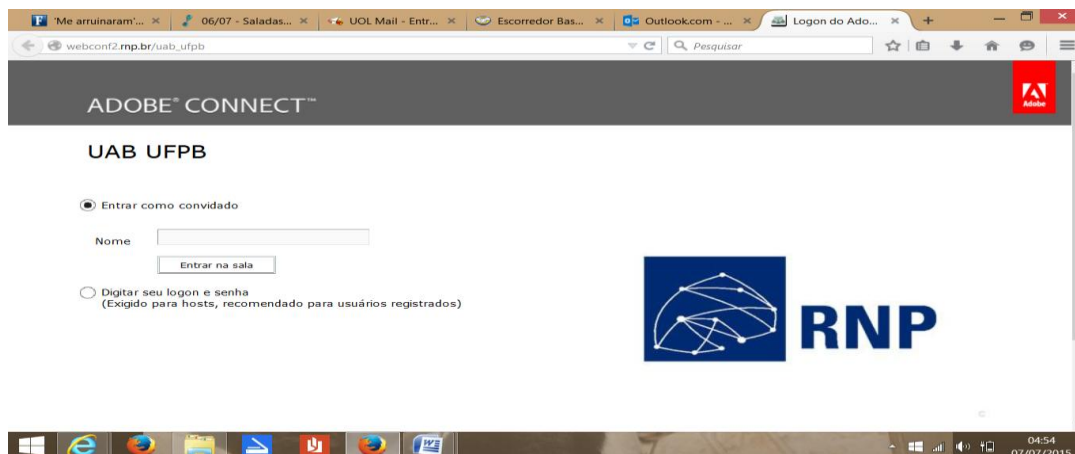 'Me arruinaram'...
06/07 - Saladas...
UOL Mail - Entr...
Escorredor Bas...
Outlook.com - ...
Logon do Ado...
webconf2.rnp.br/uab_ufpb
Pesquisar
ADOBE® CONNECT™
Adobe
UAB UFPB
Entrar como convidado
Nome
Entrar na sala
Digitar seu logon e senha
(Exigido para hosts, recomendado para usuários registrados)
RNP
04:54
07/07/2015